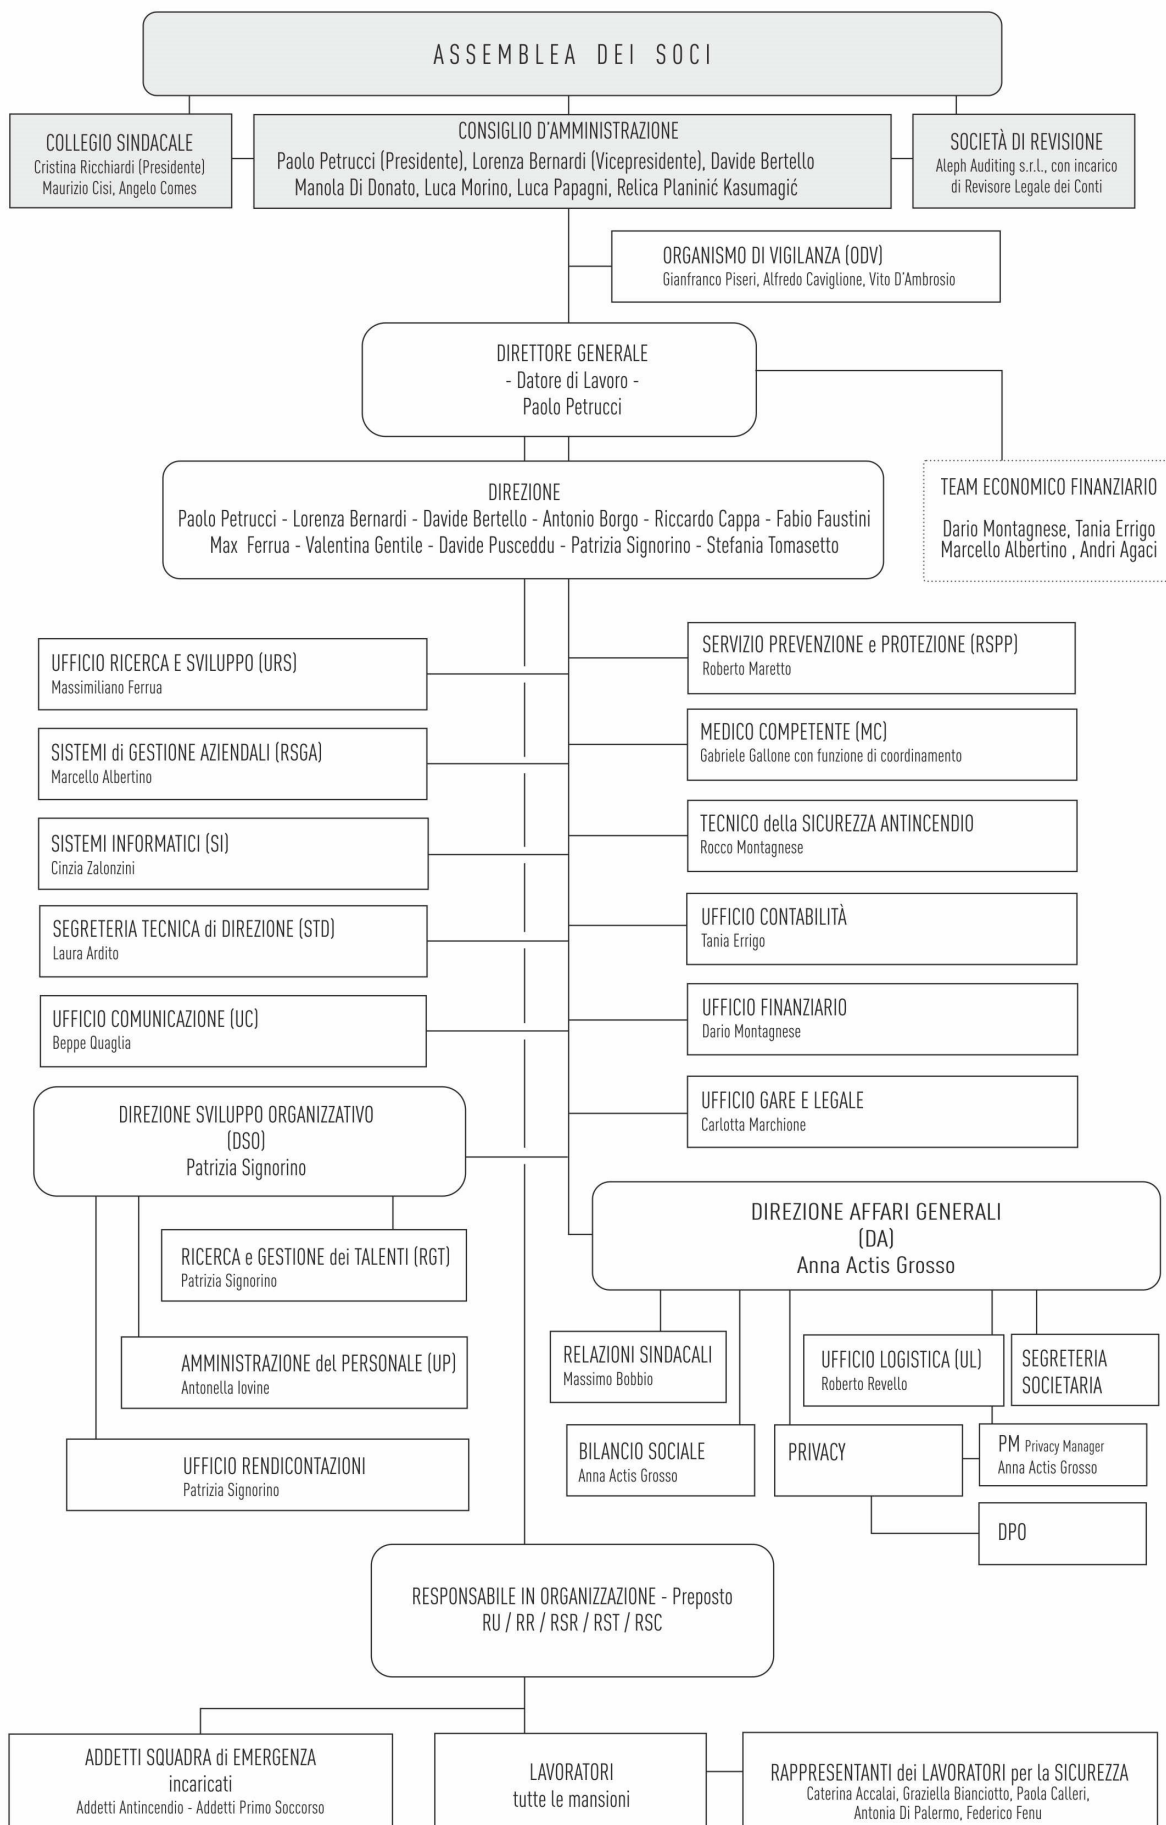 ASSEMBLEA DEI SOCI
COLLEGIO SINDACALE
Cristina Ricchiardi (Presidente)
Maurizio Cisi, Angelo Comes
CONSIGLIO D'AMMINISTRAZIONE
Paolo Petrucci (Presidente), Lorenza Bernardi (Vicepresidente), Davide Bertello
Manola Di Donato, Luca Morino, Luca Papagni, Relica Planinić Kasumagić
SOCIETÀ DI REVISIONE
Aleph Auditing s.r.l., con incarico
di Revisore Legale dei Conti
ORGANISMO DI VIGILANZA (ODV)
Gianfranco Piseri, Alfredo Caviglione, Vito D'Ambrosio
DIRETTORE GENERALE
- Datore di Lavoro -
Paolo Petrucci
DIREZIONE
Paolo Petrucci - Lorenza Bernardi - Davide Bertello - Antonio Borgo - Riccardo Cappa - Fabio Faustini
Max Ferrua - Valentina Gentile - Davide Pusceddu - Patrizia Signorino - Stefania Tomasetto
TEAM ECONOMICO FINANZIARIO
Dario Montagnese, Tania Errigo
Marcello Albertino , Andri Agaci
UFFICIO RICERCA E SVILUPPO (URS)
Massimiliano Ferrua
SISTEMI di GESTIONE AZIENDALI (RSGA)
Marcello Albertino
SISTEMI INFORMATICI (SI)
Cinzia Zalonzini
SEGRETERIA TECNICA di DIREZIONE (STD)
Laura Ardito
UFFICIO COMUNICAZIONE (UC)
Beppe Quaglia
SERVIZIO PREVENZIONE e PROTEZIONE (RSPP)
Roberto Maretto
MEDICO COMPETENTE (MC)
Gabriele Gallone con funzione di coordinamento
TECNICO della SICUREZZA ANTINCENDIO
Rocco Montagnese
UFFICIO CONTABILITÀ
Tania Errigo
UFFICIO FINANZIARIO
Dario Montagnese
UFFICIO GARE E LEGALE
Carlotta Marchione
DIREZIONE SVILUPPO ORGANIZZATIVO
(DSO)
Patrizia Signorino
RICERCA e GESTIONE dei TALENTI (RGT)
Patrizia Signorino
AMMINISTRAZIONE del PERSONALE (UP)
Antonella Iovine
UFFICIO RENDICONTAZIONI
Patrizia Signorino
DIREZIONE AFFARI GENERALI
(DA)
Anna Actis Grosso
RELAZIONI SINDACALI
Massimo Bobbio
UFFICIO LOGISTICA (UL)
Roberto Revello
SEGRETERIA
SOCIETARIA
BILANCIO SOCIALE
Anna Actis Grosso
PRIVACY
PM Privacy Manager
Anna Actis Grosso
DPO
RESPONSABILE IN ORGANIZZAZIONE - Preposto
RU / RR / RSR / RST / RSC
ADDETTI SQUADRA di EMERGENZA
incaricati
Addetti Antincendio - Addetti Primo Soccorso
LAVORATORI
tutte le mansioni
RAPPRESENTANTI dei LAVORATORI per la SICUREZZA
Caterina Accalai, Graziella Bianciotto, Paola Calleri,
Antonia Di Palermo, Federico Fenu